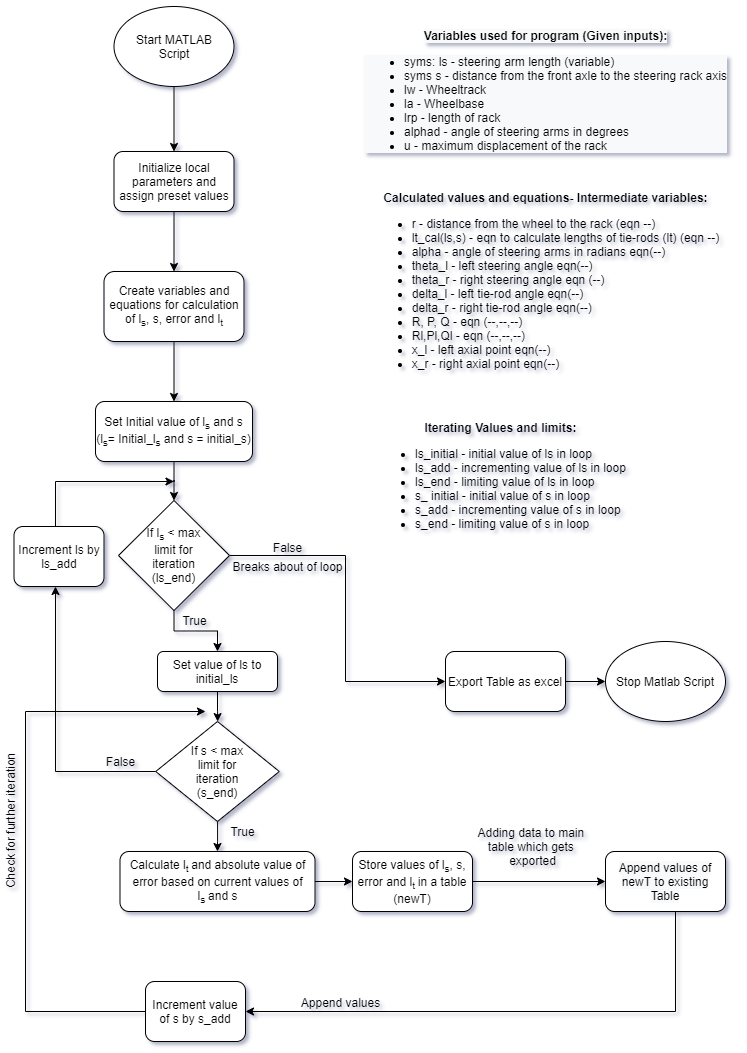 Start MATLAB
Script
Initialize local
parameters and
assign preset values
Create variables and
equations for calculation
of ls, s, error and lt
Set Initial value of ls and s
(ls= Initial_ls and s = initial_s)
Increment ls by
ls_add
If ls < max
limit for
iteration
(ls_end)
False
Breaks about of loop
True
Set value of ls to
initial_ls
Export Table as excel
Stop Matlab Script
If s < max
limit for
iteration
(s_end)
False
True
Check for further iteration
Calculate lt and absolute value of
error based on current values of
ls and s
Store values of ls, s,
error and lt in a table
(newT)
Adding data to main
table which gets
exported
Append values of
newT to existing
Table
Append values
Increment value
of s by s_add
Variables used for program (Given inputs):
syms: ls - steering arm length (variable)
syms s - distance from the front axle to the steering rack axis
lw - Wheeltrack
la - Wheelbase
lrp - length of rack
alphad - angle of steering arms in degrees
u - maximum displacement of the rack
Calculated values and equations- Intermediate variables:
r - distance from the wheel to the rack (eqn --)
lt_cal(ls,s) - eqn to calculate lengths of tie-rods (lt) (eqn --)
alpha - angle of steering arms in radians eqn(--)
theta_l - left steering angle eqn(--)
theta_r - right steering angle eqn (--)
delta_l - left tie-rod angle eqn(--)
delta_r - right tie-rod angle eqn(--)
R, P, Q - eqn (--,--,--)
Rl,Pl,Ql - eqn (--,--,--)
x_l - left axial point eqn(--)
x_r - right axial point eqn(--)
Iterating Values and limits:
ls_initial - initial value of ls in loop
ls_add - incrementing value of ls in loop
ls_end - limiting value of ls in loop
s_ initial - initial value of s in loop
s_add - incrementing value of s in loop
s_end - limiting value of s in loop